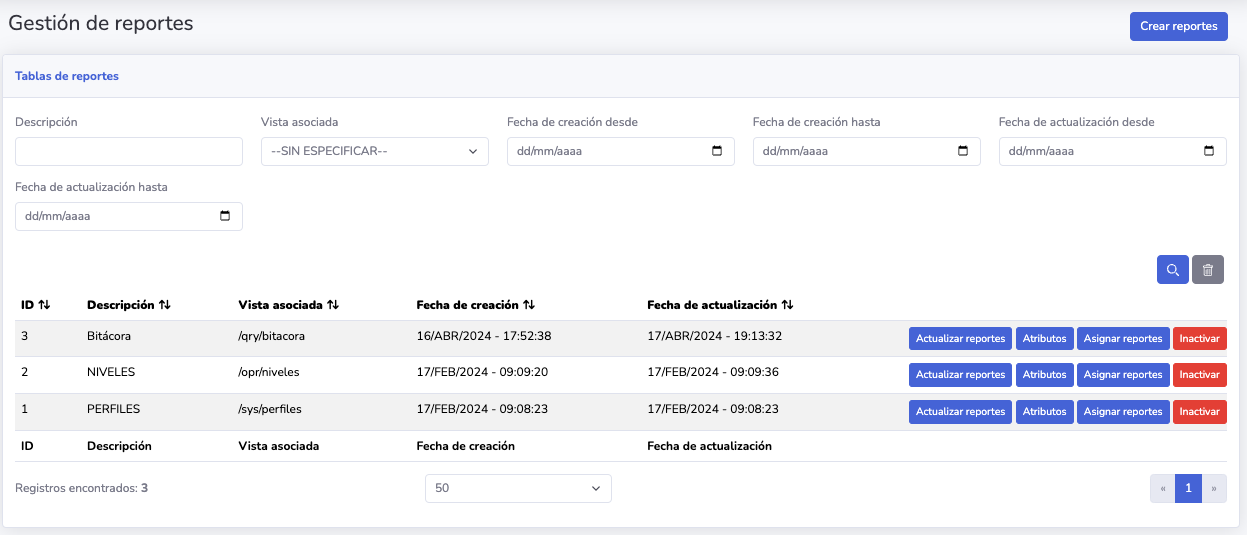 Gestión de reportes
Crear reportes
Tablas de reportes
Descripción Vista asociada Fecha de creación desde Fecha de creación hasta Fecha de actualización desde
--SIN ESPECIFICAR-- dd/mm/aaaa dd/mm/aaaa dd/mm/aaaa
Fecha de actualización hasta
dd/mm/aaaa
ID Descripción Vista asociada Fecha de creación Fecha de actualización
3 Bitácora /qry/bitacora 16/ABR/2024 - 17:52:38 17/ABR/2024 - 19:13:32 Actualizar reportes Atributos Asignar reportes Inactivar
2 NIVELES /opr/niveles 17/FEB/2024 - 09:09:20 17/FEB/2024 - 09:09:36 Actualizar reportes Atributos Asignar reportes Inactivar
1 PERFILES /sys/perfiles 17/FEB/2024 - 09:08:23 17/FEB/2024 - 09:08:23 Actualizar reportes Atributos Asignar reportes Inactivar
ID Descripción Vista asociada Fecha de creación Fecha de actualización
Registros encontrados: 3 50 « 1 »